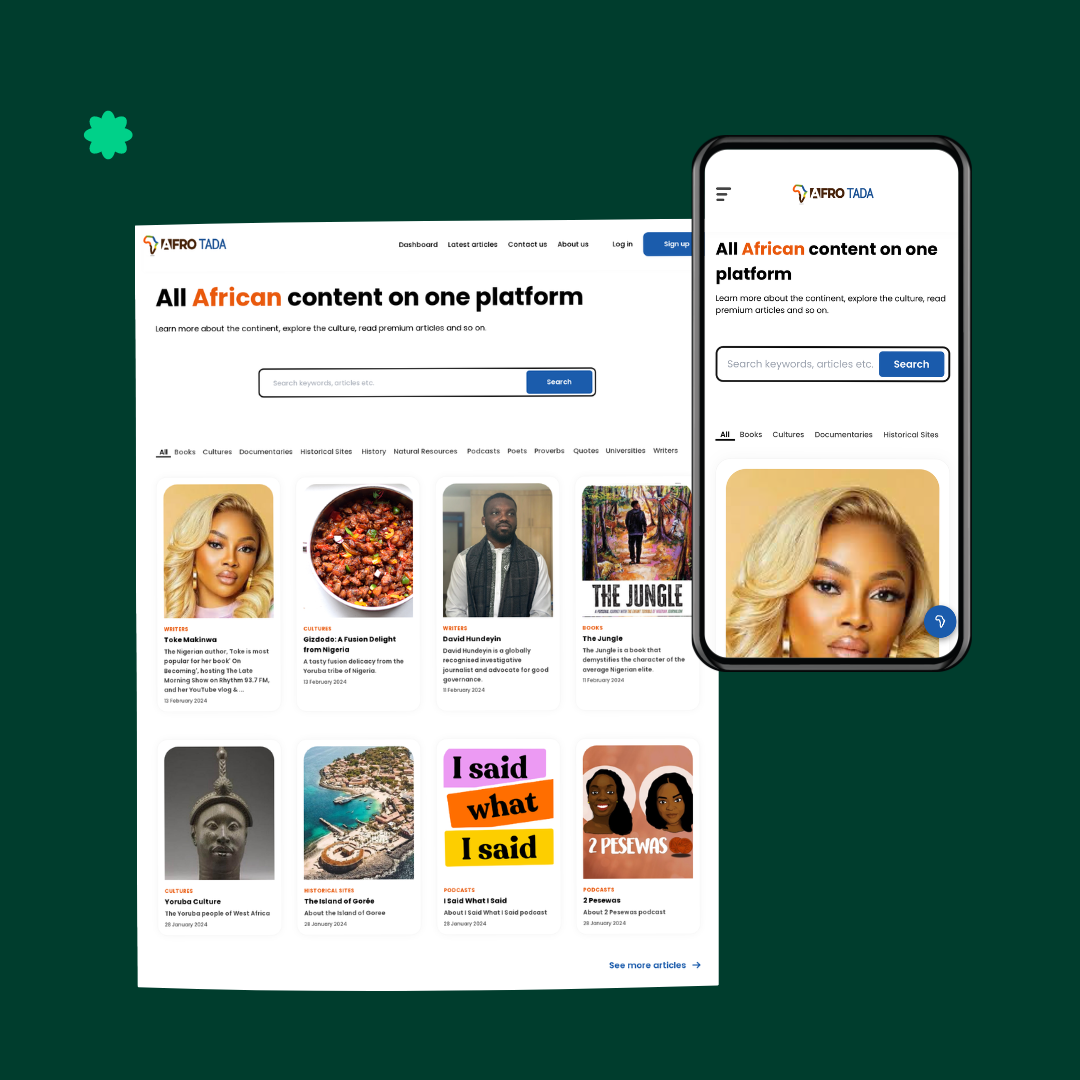 AFRO TADA
Dashboard Latest articles Contact us About us Log in Sign up
All African content on one platform
Learn more about the continent, explore the culture, read premium articles and so on.
Search keywords, articles etc. Search
All Books Cultures Documentaries Historical Sites History Natural Resources Podcasts Poets Proverbs Quotes Universities Writers
WRITERS
Toke Makinwa
The Nigerian author, Toke is most
popular for her book' On
Becoming', hosting The Late
Morning Show on Rhythm 93.7 FM,
and her YouTube vlog & ...
13 February 2024
CULTURES
Gizdodo: A Fusion Delight
from Nigeria
A tasty fusion delicacy from the
Yoruba tribe of Nigeria.
13 February 2024
WRITERS
David Hundeyin
David Hundeyin is a globally
recognised investigative
journalist and advocate for good
governance.
11 February 2024
THE JUNGLE
BOOKS
The Jungle
The Jungle is a book that
demystifies the character of the
average Nigerian elite.
11 February 2024
CULTURES
Yoruba Culture
The Yoruba people of West Africa
28 January 2024
HISTORICAL SITES
The Island of Gorée
About the Island of Goree
28 January 2024
I said
what
I said
PODCASTS
I Said What I Said
About I Said What I Said podcast
29 January 2024
2 PESEWAS
PODCASTS
2 Pesewas
About 2 Pesewas podcast
28 January 2024
See more articles
AFRO TADA
All African content on one
platform
Learn more about the continent, explore the culture, read
premium articles and so on.
Search keywords, articles etc. Search
All Books Cultures Documentaries Historical Sites